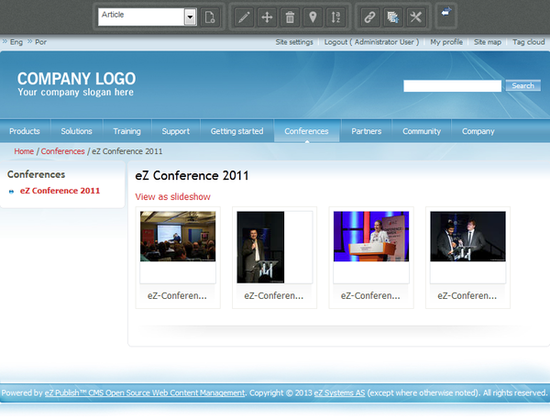 Article
Eng Por Site settings Logout ( Administrator User ) My profile Site map Tag cloud
COMPANY LOGO
Your company slogan here
Search
Products Solutions Training Support Getting started Conferences Partners Community Company
Home / Conferences / eZ Conference 2011
Conferences
eZ Conference 2011
eZ Conference 2011
View as slideshow
eZ-Conferen... eZ-Conferen... eZ-Conferen... eZ-Conferen...
Powered by eZ Publish™ CMS Open Source Web Content Management. Copyright © 2013 eZ Systems AS (except where otherwise noted). All rights reserved.